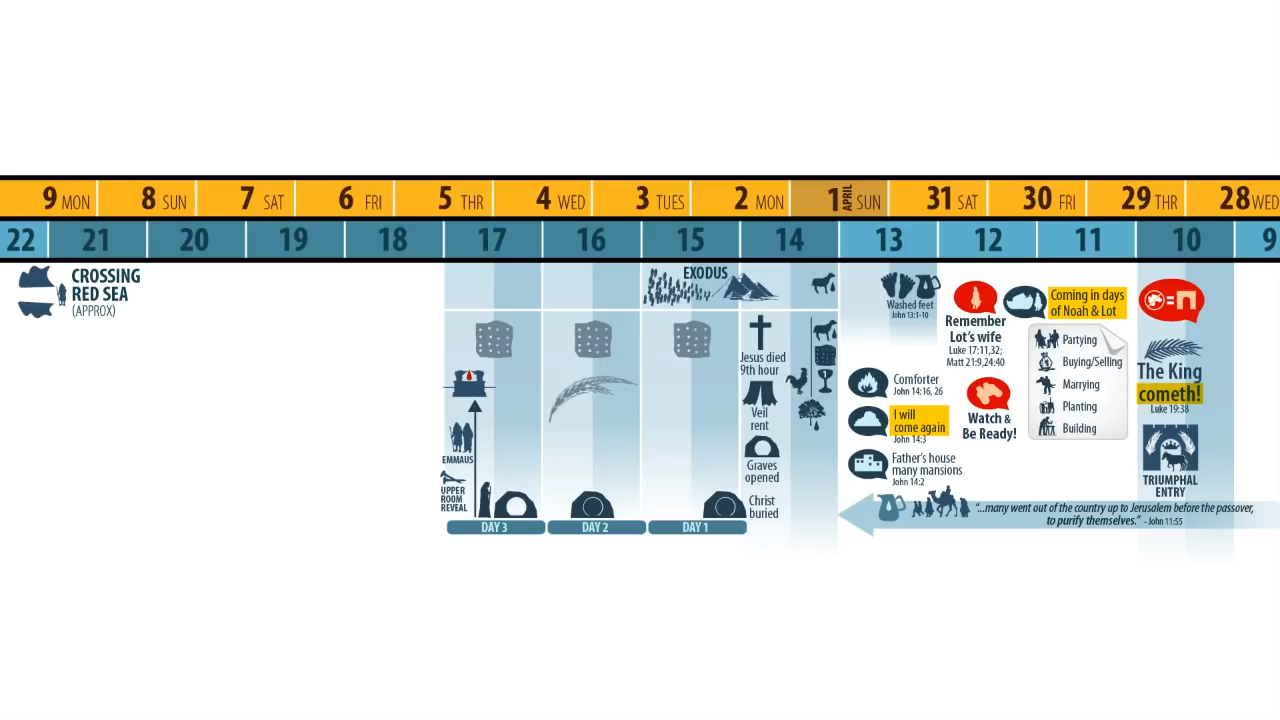 9 MON 8 SUN 7 SAT 6 FRI 5 THR 4 WED 3 TUES 2 MON 1 APRIL SUN 31 SAT 30 FRI 29 THR 28 WED
22 21 20 19 18 17 16 15 14 13 12 11 10 9
CROSSING
RED SEA
(APPROX)
EXODUS
EMMAUS
UPPER
ROOM
REVEAL
DAY 3
DAY 2
DAY 1
Jesus died
9th hour
Veil
rent
Graves
opened
Christ
buried
1
Washed feet
John 13:1-10
Comforter
John 14:16, 26
I will
come again
John 14:3
Father's house
many mansions
John 14:2
Remember
Lot's wife
Luke 17:11,32;
Matt 21:9,24:40
Watch &
Be Ready!
Coming in days
of Noah & Lot
Partying
Buying/Selling
Marrying
Planting
Building
=
The King
cometh!
Luke 19:38
TRIUMPHAL
ENTRY
"...many went out of the country up to Jerusalem before the passover,
to purify themselves." - John 11:55